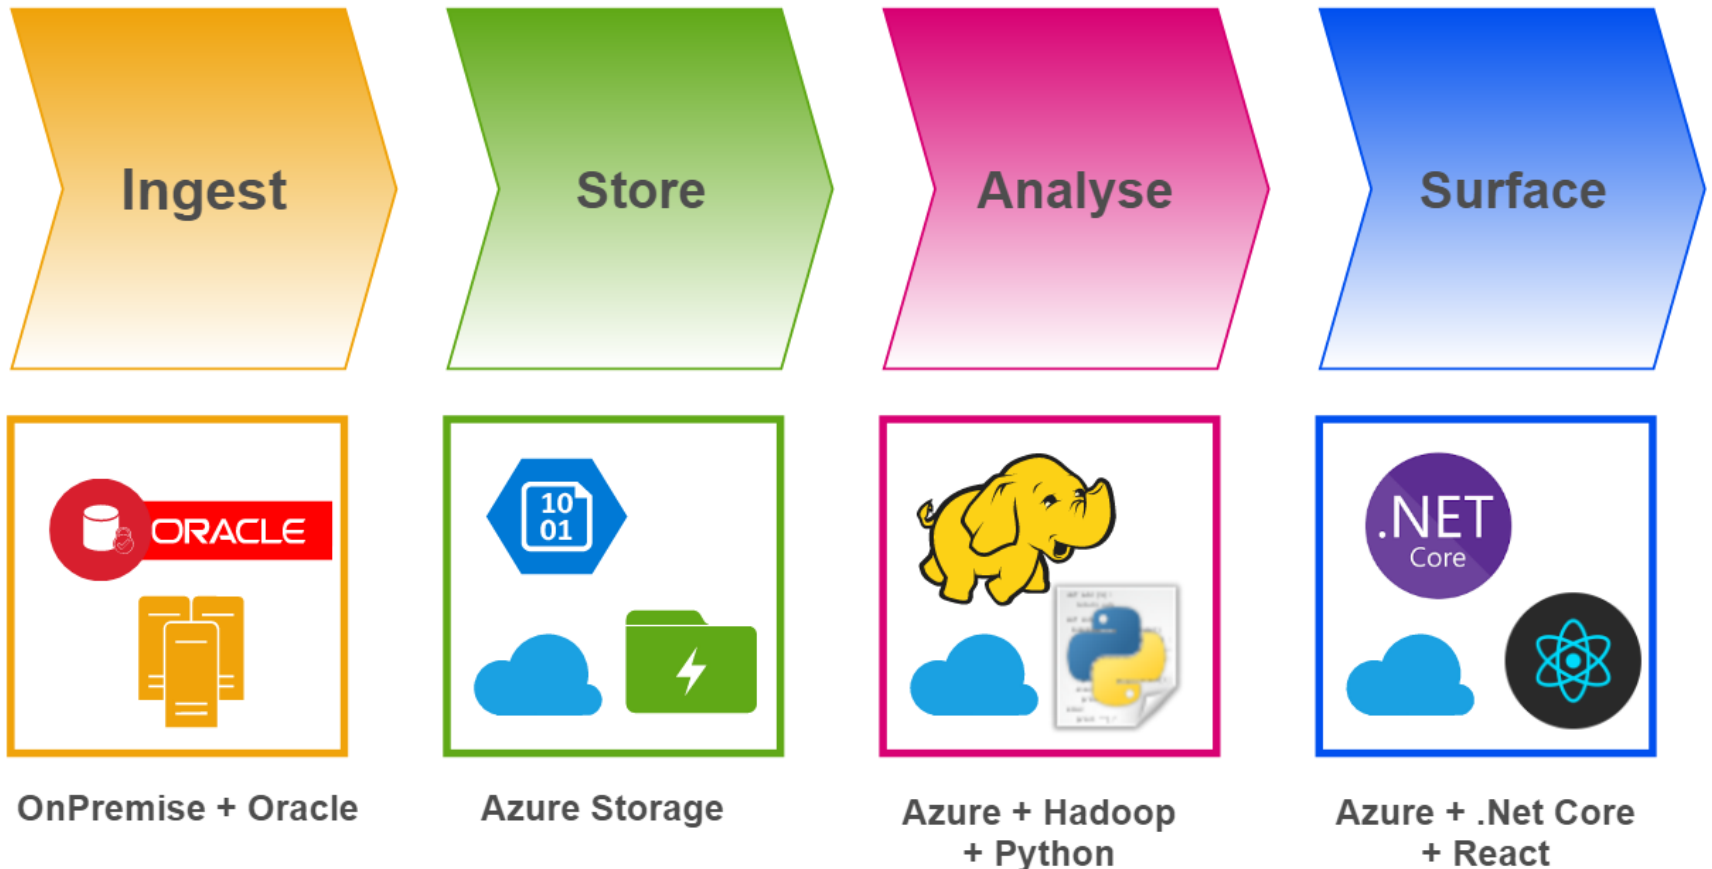 Ingest
Store
Analyse
Surface
ORACLE
10
01
.NET
Core
OnPremise + Oracle
Azure Storage
Azure + Hadoop
+ Python
Azure + .Net Core
+ React